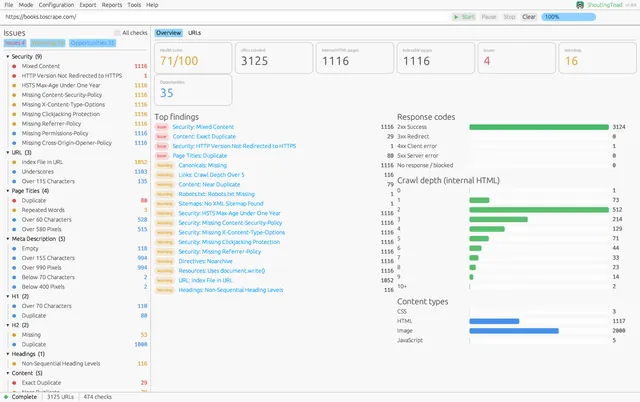 File Mode Configuration Export Reports Tools Help
ShoutingToad
https://books.toscrape.com/
Start Pause Stop Clear 100%
Issues All checks
Issues 4 Opportunities 35
Security (9)
Mixed Content 1116
HTTP Version Not Redirected to HTTPS 1
HSTS Max-Age Under One Year 1116
Missing Content-Security-Policy 1116
Missing X-Content-Type-Options 1116
Missing Clickjacking Protection 1116
Missing Referrer-Policy 1116
Missing Permissions-Policy 1116
Missing Cross-Origin-Opener-Policy 1116
URL (3)
Index File in URL 1052
Underscores 1103
Over 115 Characters 135
Page Titles (4)
Duplicate 80
Repeated Words 3
Over 60 Characters 528
Over 580 Pixels 515
Meta Description (5)
Empty 118
Over 155 Characters 994
Over 990 Pixels 994
Below 70 Characters 2
Below 400 Pixels 2
H1 (2)
Over 70 Characters 110
Duplicate 80
H2 (2)
Missing 53
Duplicate 1000
Headings (1)
Non-Sequential Heading Levels 116
Content (5)
Exact Duplicate 29
Complete 3125 URLs 474 checks
Overview URLs
Health score
71/100
URLs crawled
3125
Internal HTML pages
1116
Indexable pages
1116
Issues
4
Warnings
16
Opportunities
35
Top findings
Issue Security: Mixed Content 1116
Issue Content: Exact Duplicate 29
Issue Security: HTTP Version Not Redirected to HTTPS 1
Issue Page Titles: Duplicate 80
Warning Canonicals: Missing 1116
Warning Links: Crawl Depth Over 5 116
Warning Content: Near Duplicate 79
Warning Robots.txt: Robots.txt Missing 1
Warning Sitemaps: No XML Sitemap Found 1
Warning Security: HSTS Max-Age Under One Year 1116
Warning Security: Missing Content-Security-Policy 1116
Warning Security: Missing X-Content-Type-Options 1116
Warning Security: Missing Clickjacking Protection 1116
Warning Security: Missing Referrer-Policy 1116
Warning Directives: Noarchive 1116
Warning Resources: Uses document.write() 1116
Warning URL: Index File in URL 1052
Warning Headings: Non-Sequential Heading Levels 116
Response codes
2xx Success 3124
3xx Redirect 0
4xx Client error 1
5xx Server error 0
No response / blocked 0
Crawl depth (internal HTML)
0 1
1 73
2 512
3 214
4 129
5 71
6 44
7 33
8 23
9 14
10+ 2
Content types
CSS 3
HTML 1117
Image 2000
JavaScript 5